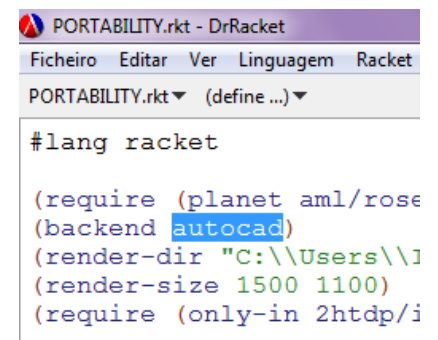 PORTABILITY.rkt - DrRacket
Ficheiro Editar Ver Linguagem Racket
PORTABILITY.rkt▼ (define ...)▼
#lang racket
(require (planet aml/rose
(backend autocad)
(render-dir "C:\\Users\\
(render-size 1500 1100)
(require (only-in 2htdp/i